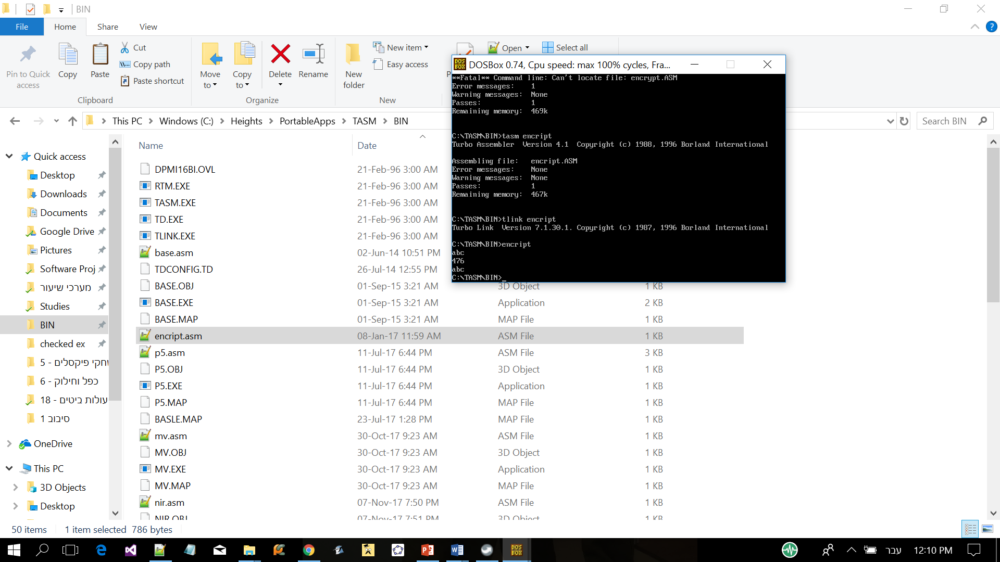 BIN
File
Home
Share
View
Pin to Quick access
Copy
Paste
Cut
Copy path
Paste shortcut
Clipboard
Move to
Copy to
Delete
Rename
Organize
New folder
New item
Easy access
New
Open
Select all
This PC
Windows (C:)
Heights
PortableApps
TASM
BIN
Search BIN
DOSBox 0.74, Cpu speed: max 100% cycles, Fra...
**Fatal** Command line: Can't locate file: encrypt.ASM
Error messages: 1
Warning messages: None
Passes: 1
Remaining memory: 469k
C:\TASM\BIN>tasm encript
Turbo Assembler Version 4.1 Copyright (c) 1988, 1996 Borland International
Assembling file: encript.ASM
Error messages: None
Warning messages: None
Passes: 1
Remaining memory: 467k
C:\TASM\BIN>tlink encript
Turbo Link Version 7.1.30.1. Copyright (c) 1987, 1996 Borland International
C:\TASM\BIN>encript
abc
476
abc
C:\TASM\BIN>_
Quick access
Desktop
Downloads
Documents
Google Drive
Pictures
Software Proj
מערכי שיעור
Studies
BIN
checked ex
5 - חקי פיקסלים
6 - כפל וחילוק
18 - עולות ביטים
סיבוב 1
OneDrive
This PC
3D Objects
Desktop
Name Date
DPMI16BI.OVL 21-Feb-96 3:00 AM
RTM.EXE 21-Feb-96 3:00 AM
TASM.EXE 21-Feb-96 3:00 AM
TD.EXE 21-Feb-96 3:00 AM
TLINK.EXE 21-Feb-96 3:00 AM
base.asm 02-Jun-14 10:51 PM
TDCONFIG.TD 26-Jul-14 12:55 PM
BASE.OBJ 01-Sep-15 3:21 AM 3D Object 1 KB
BASE.EXE 01-Sep-15 3:21 AM Application 2 KB
BASE.MAP 01-Sep-15 3:21 AM MAP File 1 KB
encript.asm 08-Jan-17 11:59 AM ASM File 1 KB
p5.asm 11-Jul-17 6:44 PM ASM File 3 KB
P5.OBJ 11-Jul-17 6:44 PM 3D Object 1 KB
P5.EXE 11-Jul-17 6:44 PM Application 1 KB
P5.MAP 11-Jul-17 6:44 PM MAP File 1 KB
BASLE.MAP 23-Jul-17 1:28 PM MAP File 1 KB
mv.asm 30-Oct-17 9:23 AM ASM File 1 KB
MV.OBJ 30-Oct-17 9:23 AM 3D Object 1 KB
MV.EXE 30-Oct-17 9:23 AM Application 1 KB
MV.MAP 30-Oct-17 9:23 AM MAP File 1 KB
nir.asm 07-Nov-17 7:50 PM ASM File 1 KB
NIR.OBJ 07-Nov-17 7:51 PM 3D Object 1 KB
50 items 1 item selected 786 bytes
עבר 12:10 PM